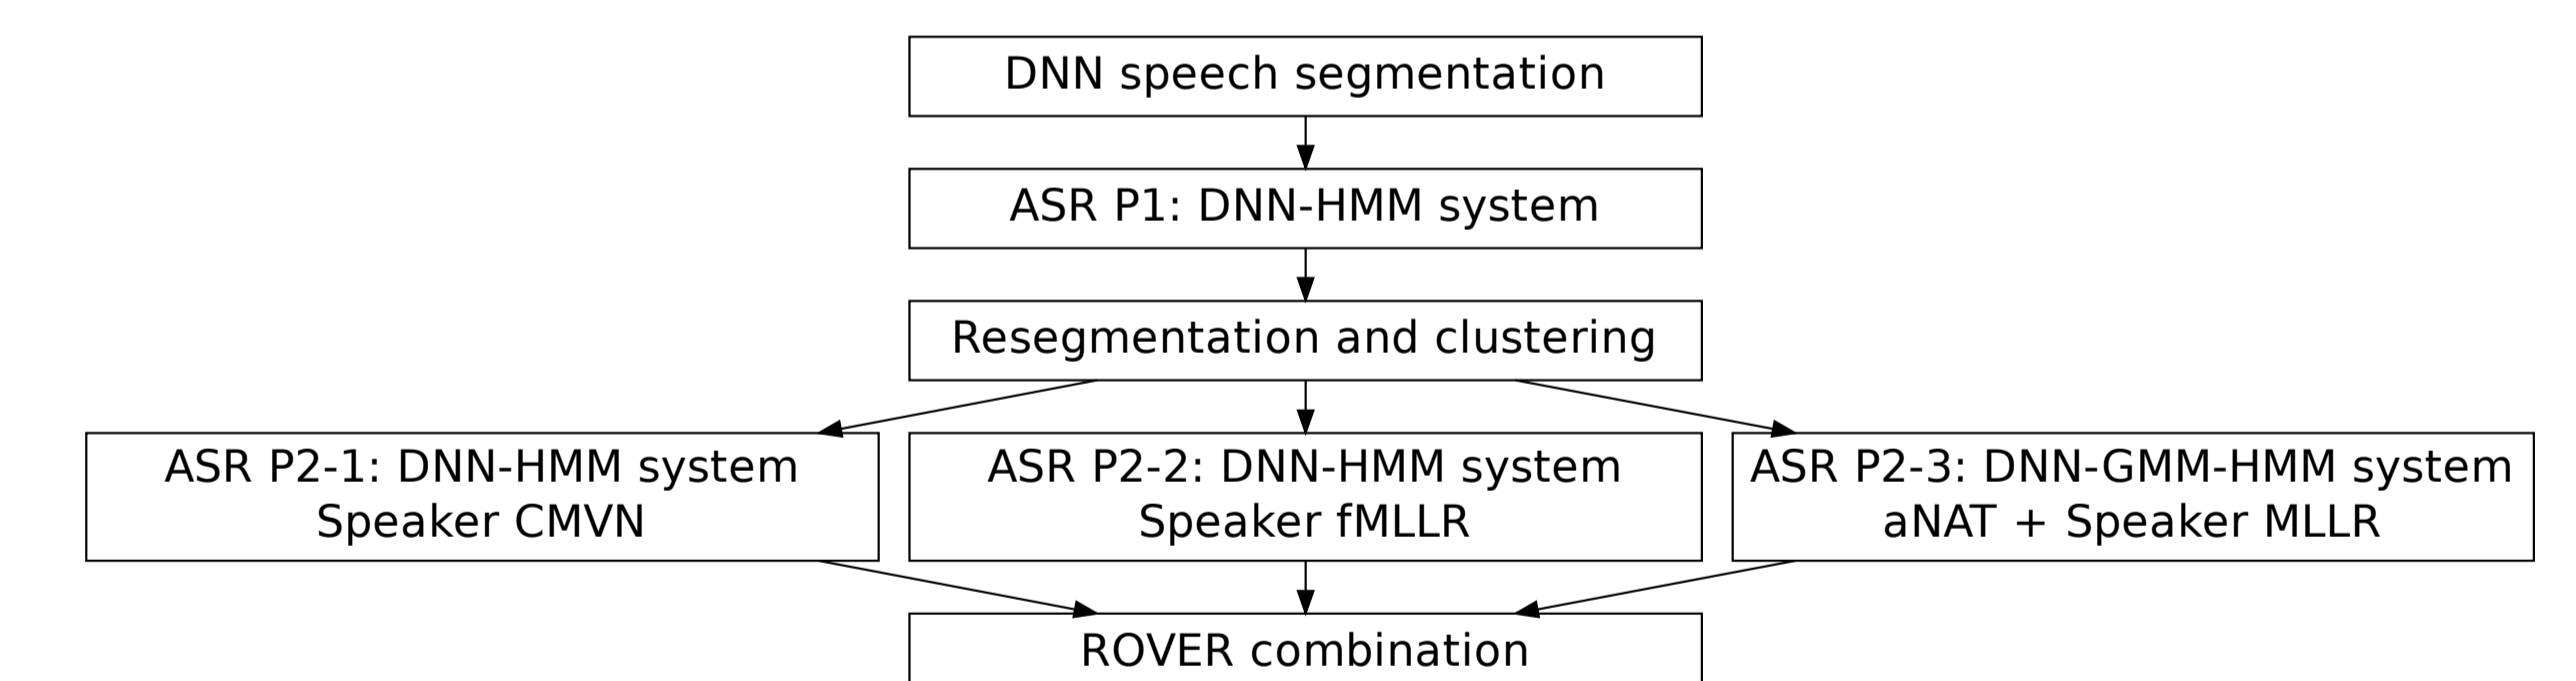 DNN speech segmentation
ASR P1: DNN-HMM system
Resegmentation and clustering
ASR P2-1: DNN-HMM system
Speaker CMVN
ASR P2-2: DNN-HMM system
Speaker fMLLR
ASR P2-3: DNN-GMM-HMM system
aNAT + Speaker MLLR
ROVER combination